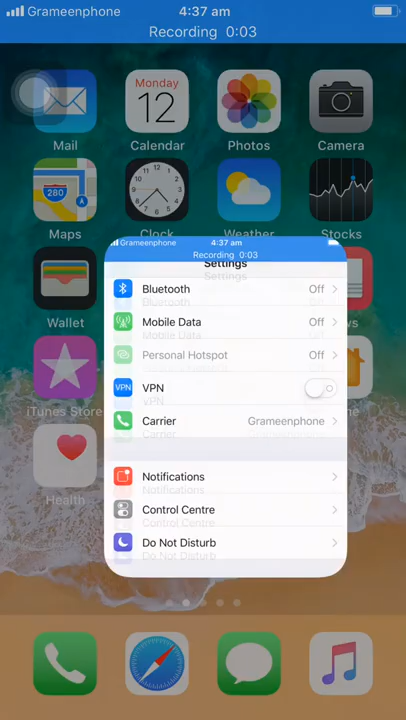 Grameenphone 4:37 am
Recording 0:03
Monday
12
Mail Calendar Photos Camera
280
Maps Clock Weather Stocks
Grameenphone 4:37 am
Recording 0:03
Settings
Bluetooth Off
Mobile Data Off
Personal Hotspot Off
VPN VPN
Carrier Grameenphone
Notifications
Control Centre
Do Not Disturb
Wallet
iTunes Store
Health